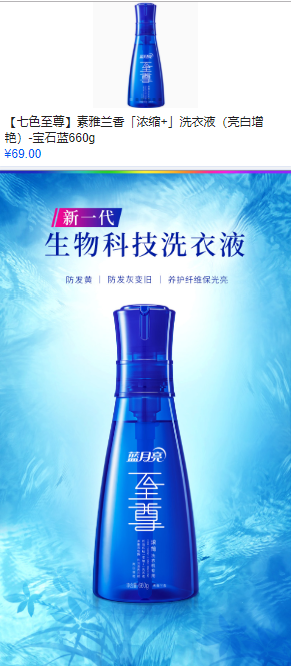 【七色至尊】素雅兰香「浓缩+」洗衣液（亮白增
艳）-宝石蓝660g
¥69.00
新一代
生物科技洗衣液
防发黄 | 防发灰变旧 | 养护纤维保光亮
蓝月亮
至尊